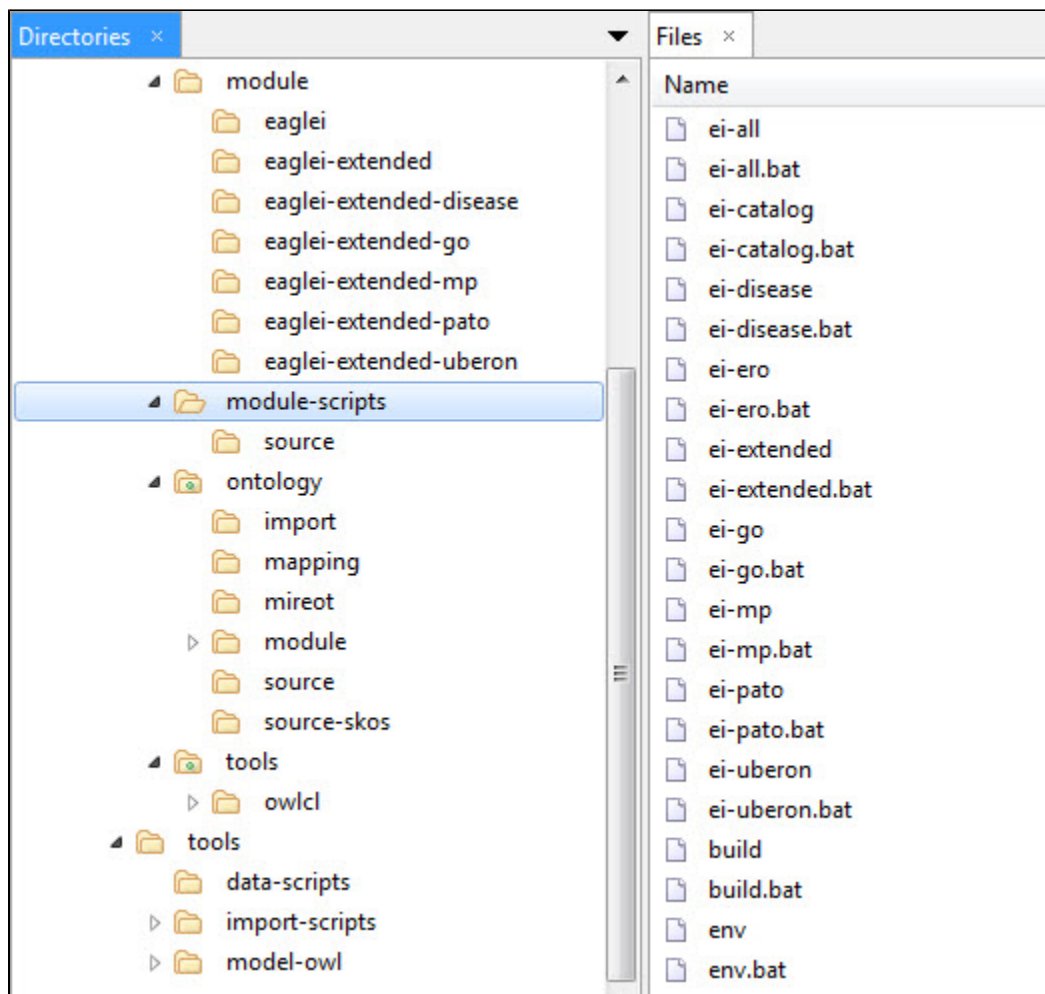 Directories
module
eaglei
eaglei-extended
eaglei-extended-disease
eaglei-extended-go
eaglei-extended-mp
eaglei-extended-pato
eaglei-extended-uberon
module-scripts
source
ontology
import
mapping
mireot
module
source
source-skos
tools
owlcl
tools
data-scripts
import-scripts
model-owl
Files
Name
ei-all
ei-all.bat
ei-catalog
ei-catalog.bat
ei-disease
ei-disease.bat
ei-ero
ei-ero.bat
ei-extended
ei-extended.bat
ei-go
ei-go.bat
ei-mp
ei-mp.bat
ei-pato
ei-pato.bat
ei-uberon
ei-uberon.bat
build
build.bat
env
env.bat